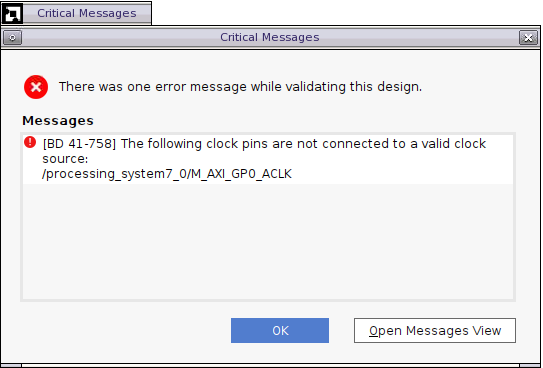 Critical Messages
Critical Messages
There was one error message while validating this design.
Messages
[BD 41-758] The following clock pins are not connected to a valid clock
source:
/processing_system7_0/M_AXI_GP0_ACLK
OK
Open Messages View